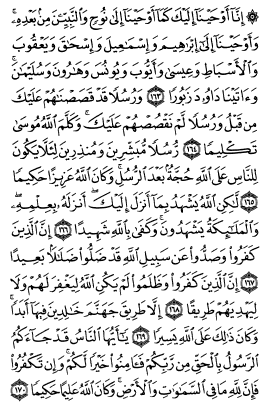 ۞ إِنَّآ أَوْحَيْنَآ إِلَيْكَ كَمَآ أَوْحَيْنَآ إِلَىٰ نُوحٍ وَٱلنَّبِيِّـۧنَ مِنۢ بَعْدِهِۦۚ
وَأَوْحَيْنَآ إِلَىٰٓ إِبْرَٰهِيمَ وَإِسْمَـٰعِيلَ وَإِسْحَـٰقَ وَيَعْقُوبَ
وَٱلْأَسْبَاطِ وَعِيسَىٰ وَأَيُّوبَ وَيُونُسَ وَهَـٰرُونَ وَسُلَيْمَـٰنَۚ
وَءَاتَيْنَا دَاوُۥدَ زَبُورًا ١٦٣ وَرُسُلًا قَدْ قَصَصْنَـٰهُمْ عَلَيْكَ
مِن قَبْلُ وَرُسُلًا لَّمْ نَقْصُصْهُمْ عَلَيْكَۚ وَكَلَّمَ ٱللَّهُ مُوسَىٰ
تَكْلِيمًا ١٦٤ رُّسُلًا مُّبَشِّرِينَ وَمُنذِرِينَ لِئَلَّا يَكُونَ
لِلنَّاسِ عَلَى ٱللَّهِ حُجَّةٌۢ بَعْدَ ٱلرُّسُلِۚ وَكَانَ ٱللَّهُ عَزِيزًا حَكِيمًا
١٦٥ لَّـٰكِنِ ٱللَّهُ يَشْهَدُ بِمَآ أَنزَلَ إِلَيْكَۖ أَنزَلَهُۥ بِعِلْمِهِۦۖ
وَٱلْمَلَـٰٓئِكَةُ يَشْهَدُونَۚ وَكَفَىٰ بِٱللَّهِ شَهِيدًا ١٦٦ إِنَّ ٱلَّذِينَ
كَفَرُوا۟ وَصَدُّوا۟ عَن سَبِيلِ ٱللَّهِ قَدْ ضَلُّوا۟ ضَلَـٰلًۢا بَعِيدًا
١٦٧ إِنَّ ٱلَّذِينَ كَفَرُوا۟ وَظَلَمُوا۟ لَمْ يَكُنِ ٱللَّهُ لِيَغْفِرَ لَهُمْ وَلَا
لِيَهْدِيَهُمْ طَرِيقًا ١٦٨ إِلَّا طَرِيقَ جَهَنَّمَ خَـٰلِدِينَ فِيهَآ أَبَدًاۚ
وَكَانَ ذَٰلِكَ عَلَى ٱللَّهِ يَسِيرًا ١٦٩ يَـٰٓأَيُّهَا ٱلنَّاسُ قَدْ جَآءَكُمُ
ٱلرَّسُولُ بِٱلْحَقِّ مِن رَّبِّكُمْ فَـَٔامِنُوا۟ خَيْرًا لَّكُمْۚ وَإِن تَكْفُرُوا۟
فَإِنَّ لِلَّهِ مَا فِى ٱلسَّمَـٰوَٰتِ وَٱلْأَرْضِۚ وَكَانَ ٱللَّهُ عَلِيمًا حَكِيمًا ١٧٠